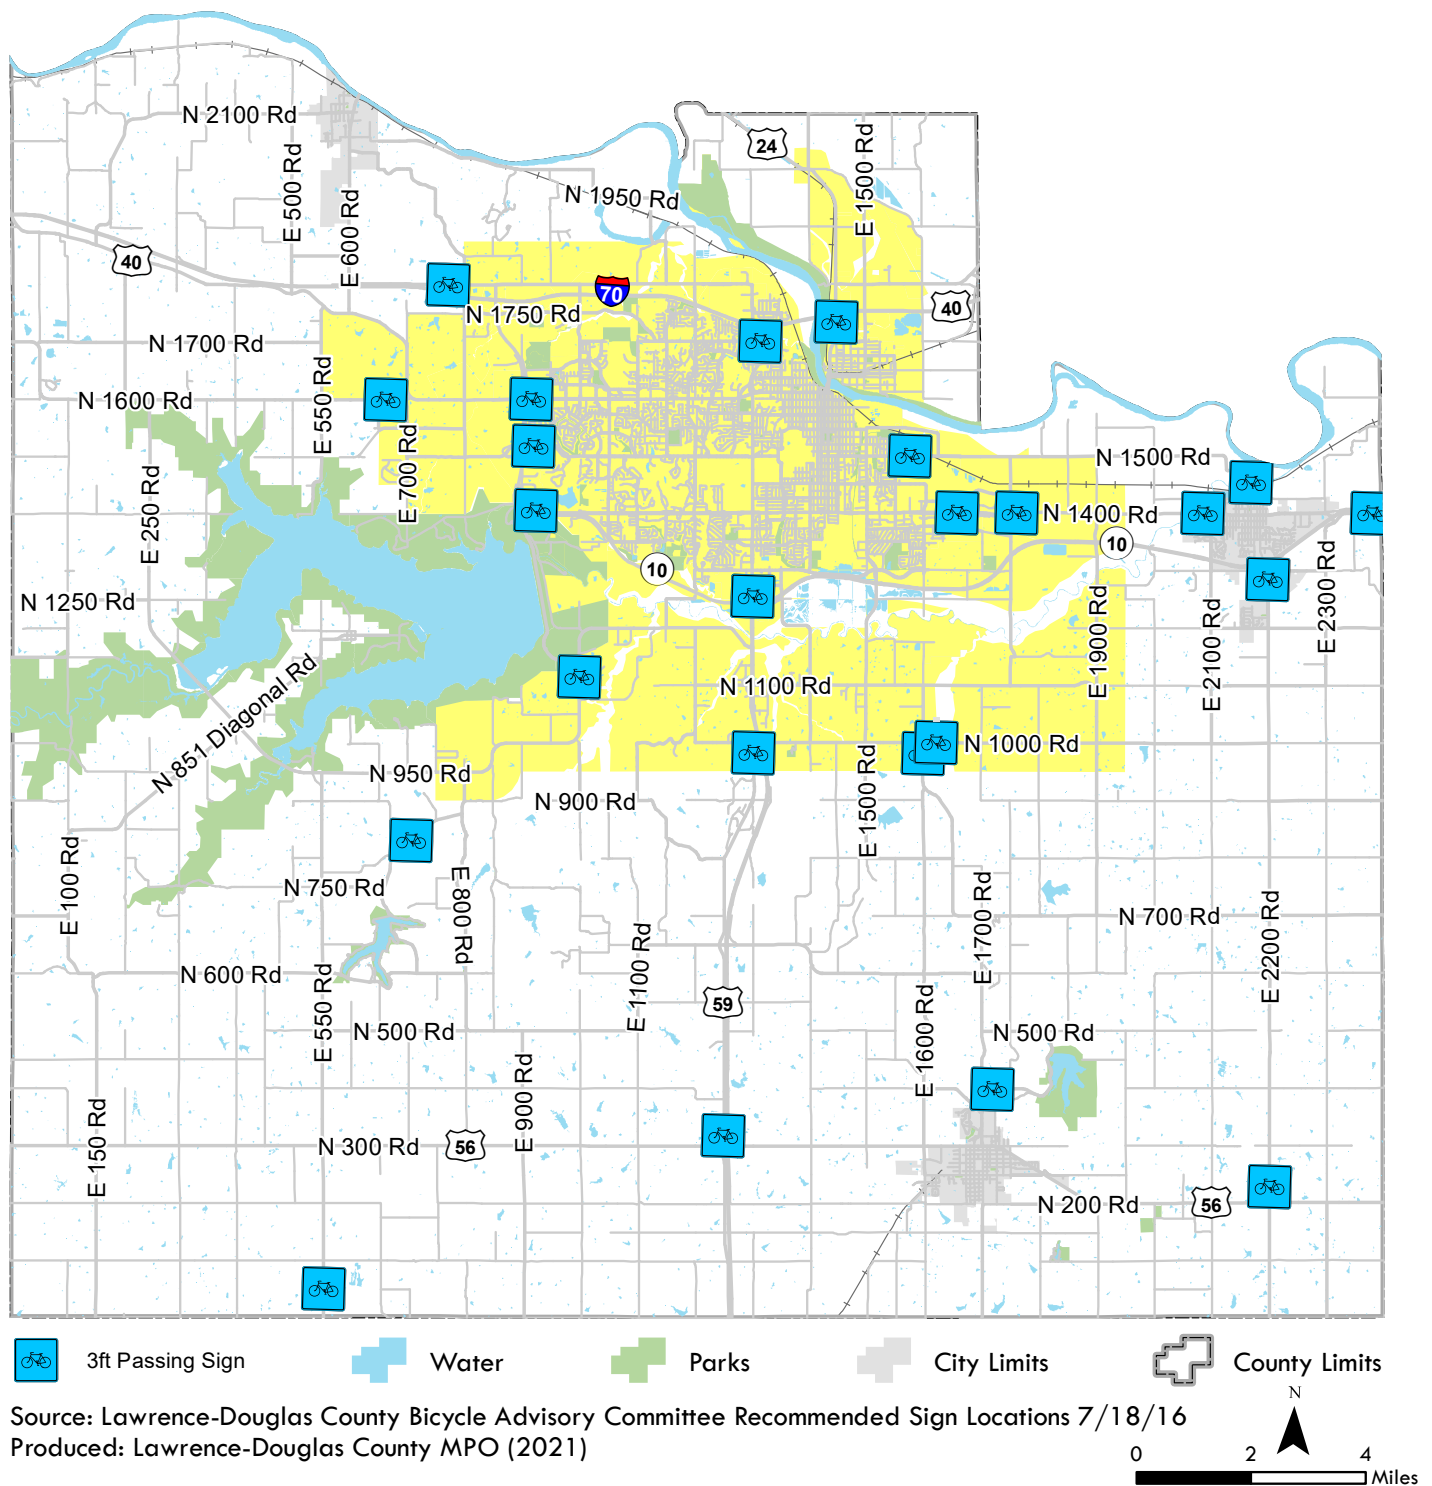 N 2100 Rd
24
E 500 Rd
E 1500 Rd
N 1950 Rd
E 600 Rd
40
70
40
N 1750 Rd
N 1700 Rd
E 550 Rd
N 1600 Rd
E 700 Rd
N 1500 Rd
E 250 Rd
N 1400 Rd
10
10
N 1250 Rd
E 1900 Rd
E 2100 Rd
E 2300 Rd
N 1100 Rd
N 851 Diagonal Rd
N 1000 Rd
N 950 Rd
N 900 Rd
E 1500 Rd
E 100 Rd
N 750 Rd
E 800 Rd
E 1700 Rd
N 700 Rd
E 2200 Rd
N 600 Rd
E 1100 Rd
59
E 550 Rd
N 500 Rd
E 1600 Rd
N 500 Rd
E 900 Rd
E 150 Rd
N 300 Rd
56
N 200 Rd
56
3ft Passing Sign
Water
Parks
City Limits
County Limits
Source: Lawrence-Douglas County Bicycle Advisory Committee Recommended Sign Locations 7/18/16
Produced: Lawrence-Douglas County MPO (2021)
N
0 2 4
Miles